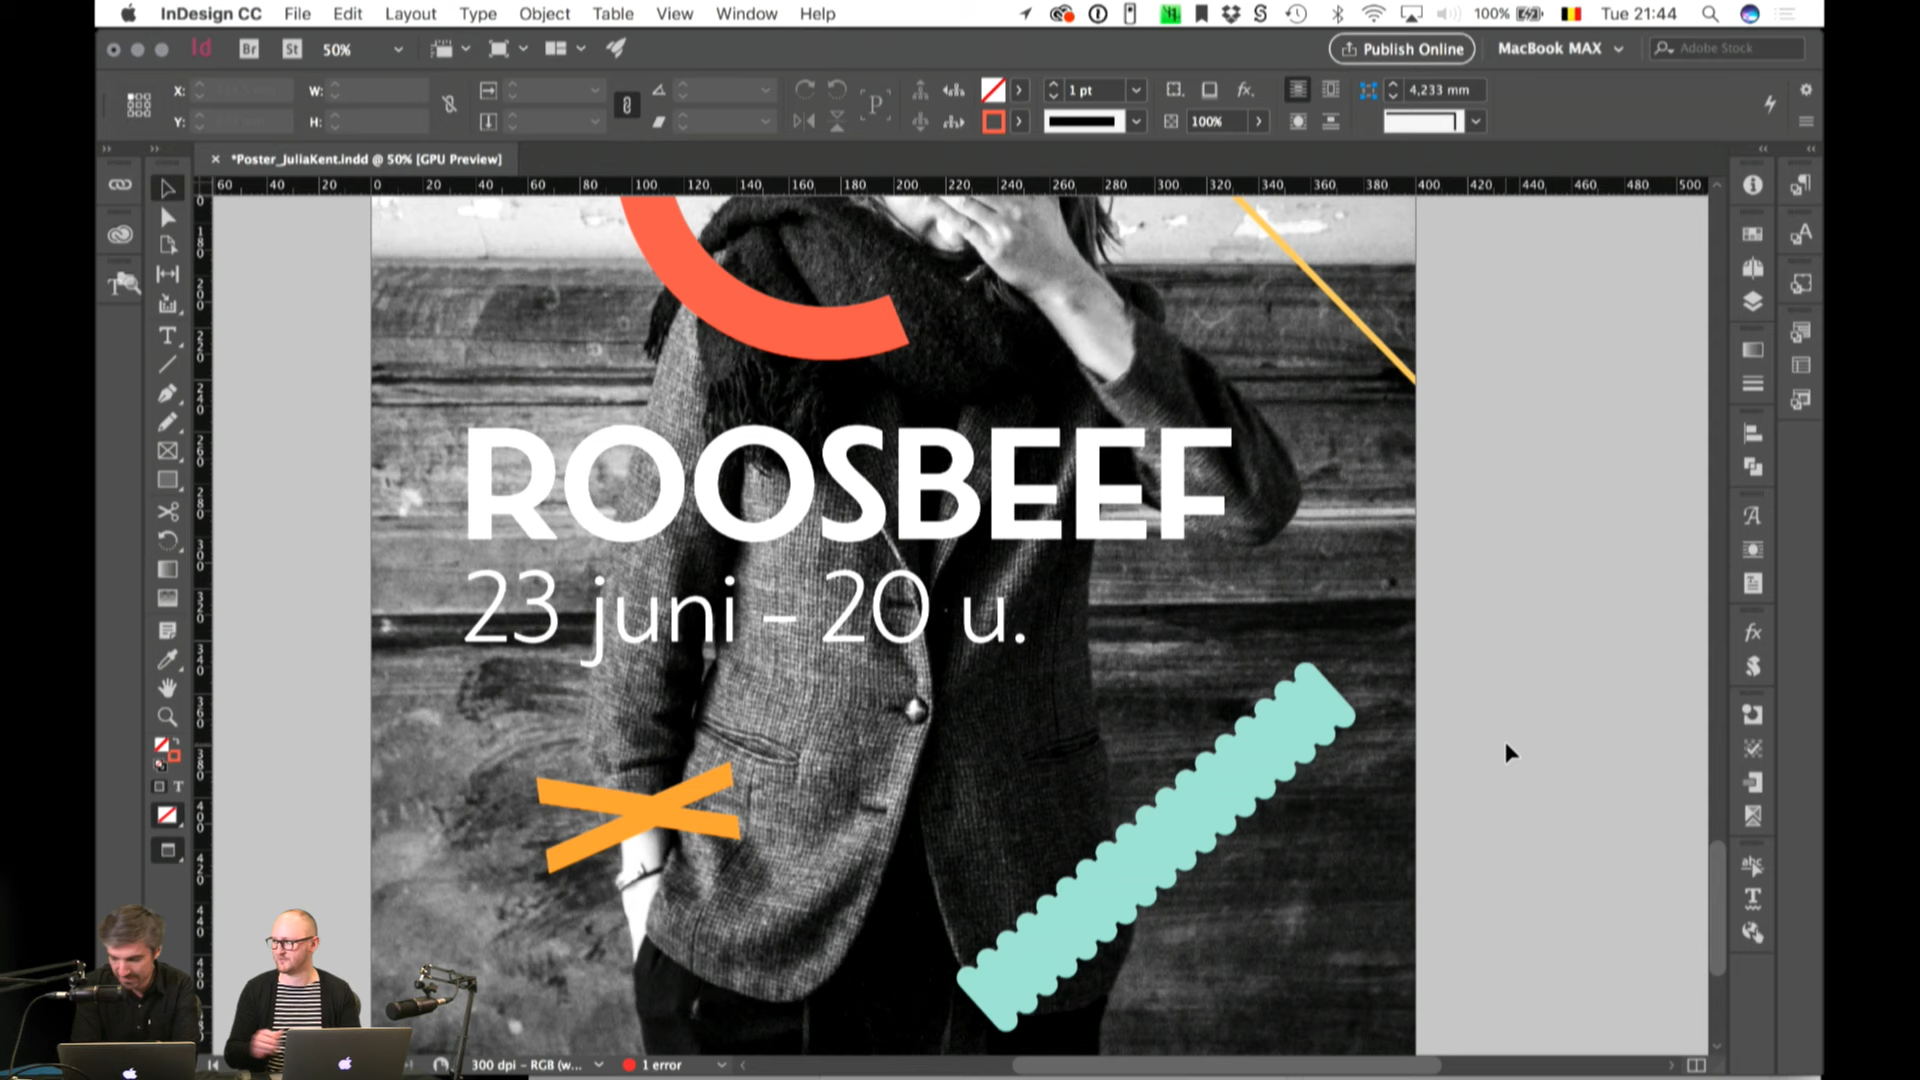 InDesign CC File Edit Layout Type Object Table View Window Help 100% Tue 21:44
Id Br St 50% Publish Online MacBook MAX Adobe Stock
X: W: 1 pt fx. 4,233 mm
Y: H: P 100%
*Poster_JuliaKent.indd @ 50% [GPU Preview]
60 40 20 0 20 40 60 80 100 120 140 160 180 200 220 240 260 280 300 320 340 360 380 400 420 440 460 480 500
ROOSBEEF
23 juni – 20 u.
300 dpi – RGB (w... 1 error